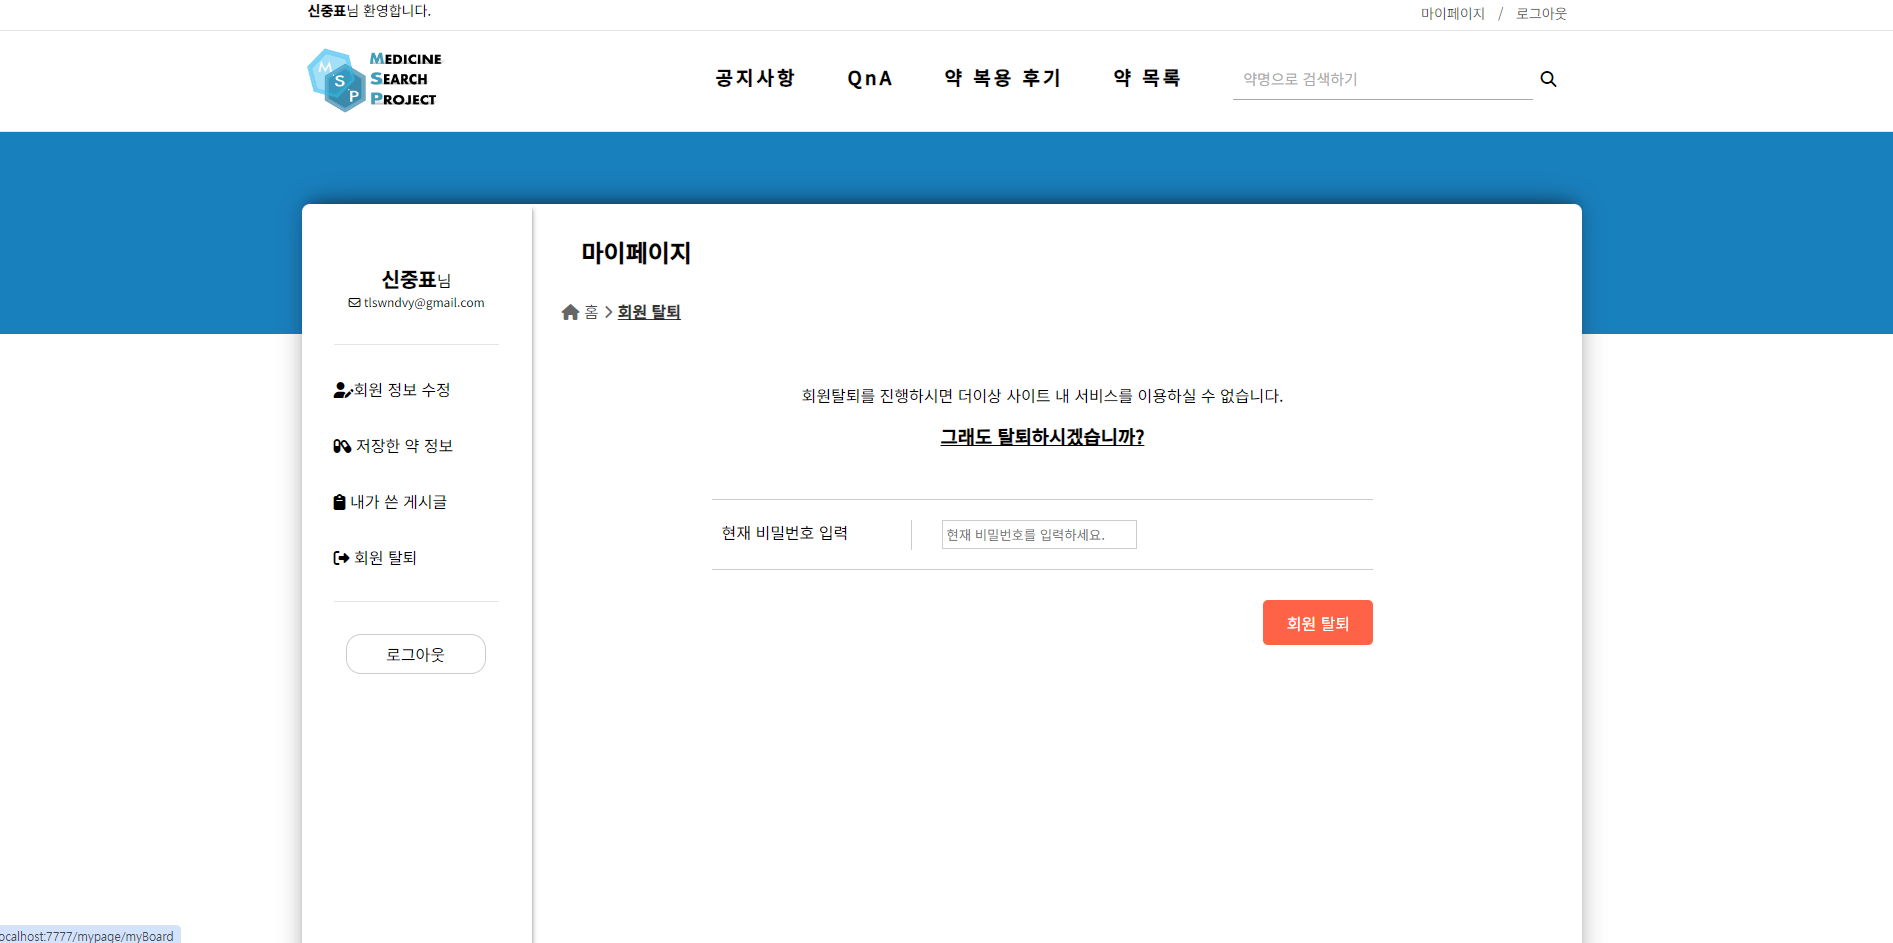 신중표님 환영합니다.
마이페이지 / 로그아웃
M S P
MEDICINE
SEARCH
PROJECT
공지사항 QnA 약 복용 후기 약 목록 약명으로 검색하기
신중표님
tlswndvy@gmail.com
회원 정보 수정
저장한 약 정보
내가 쓴 게시글
회원 탈퇴
로그아웃
마이페이지
홈 > 회원 탈퇴
회원탈퇴를 진행하시면 더이상 사이트 내 서비스를 이용하실 수 없습니다.
그래도 탈퇴하시겠습니까?
현재 비밀번호 입력 현재 비밀번호를 입력하세요.
회원 탈퇴
ocalhost:7777/mypage/myBoard